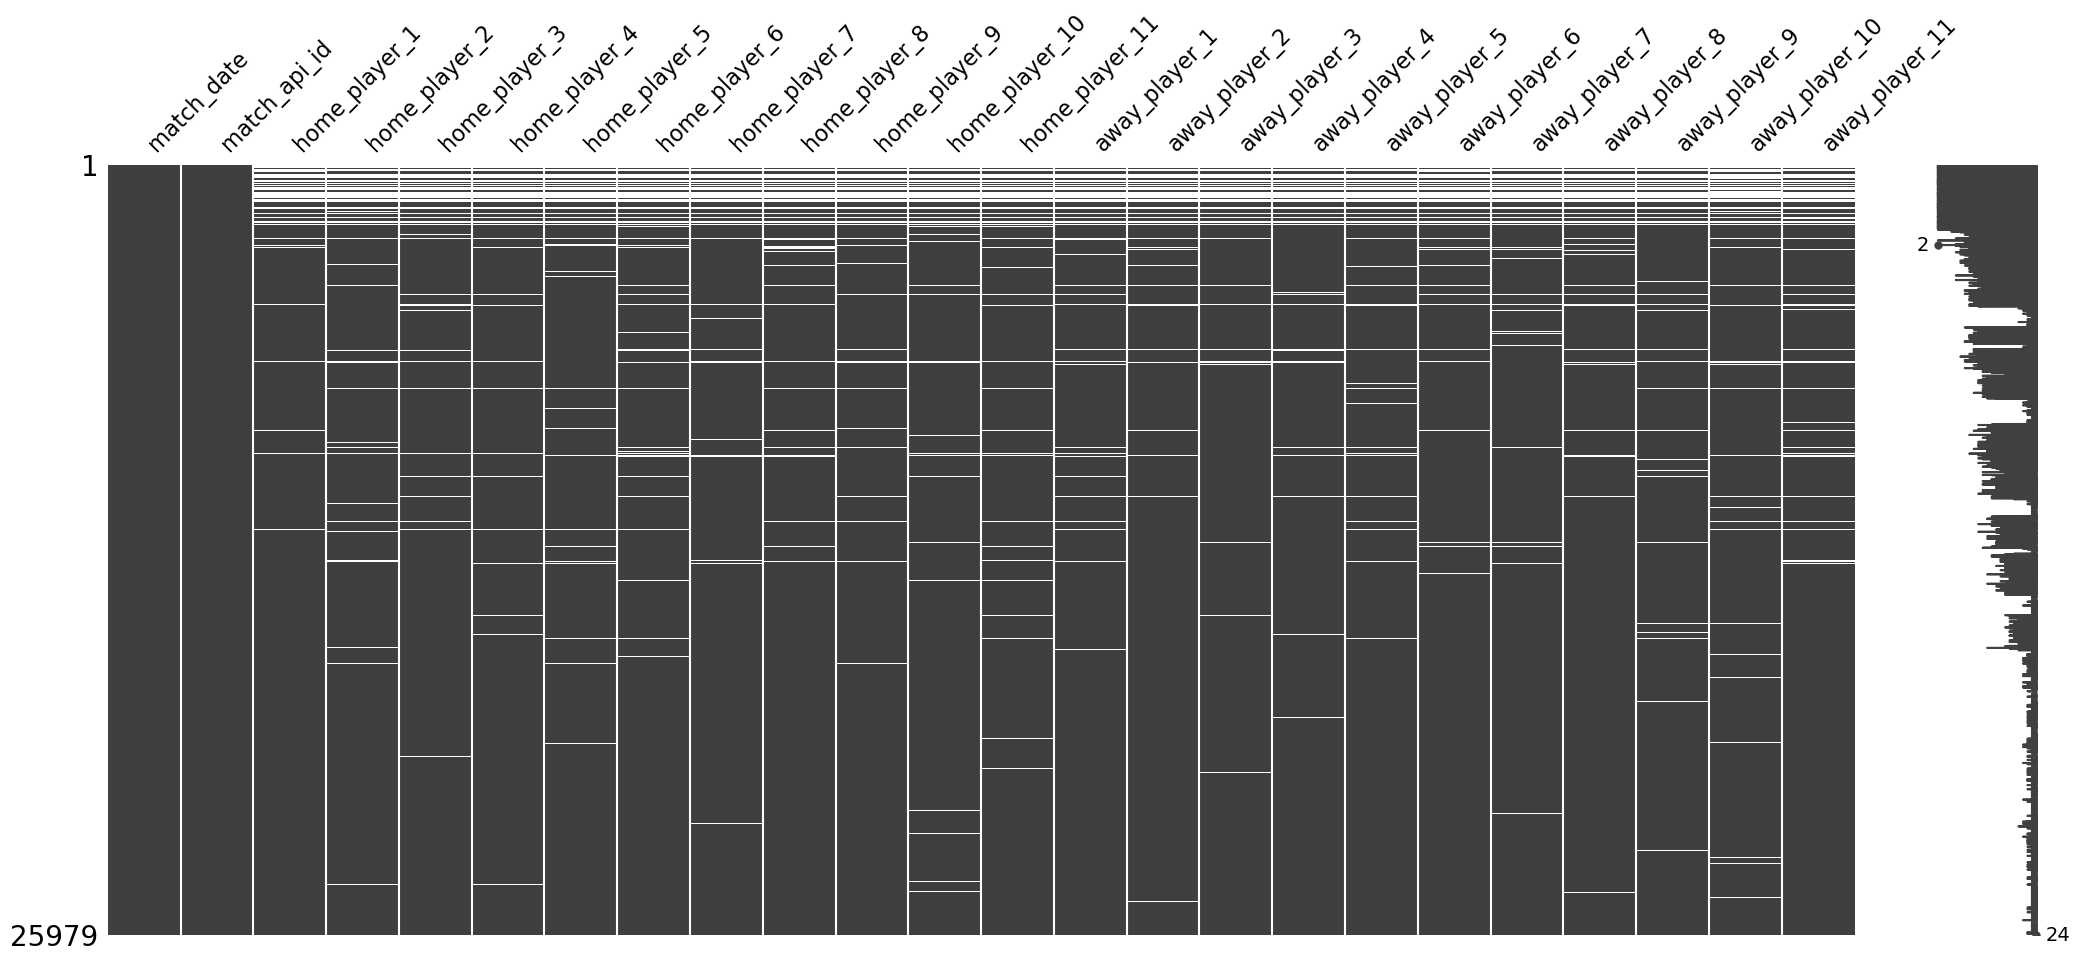 match_date
match_api_id
home_player_1
home_player_2
home_player_3
home_player_4
home_player_5
home_player_6
home_player_7
home_player_8
home_player_9
home_player_10
home_player_11
away_player_1
away_player_2
away_player_3
away_player_4
away_player_5
away_player_6
away_player_7
away_player_8
away_player_9
away_player_10
away_player_11
1
2
25979
24